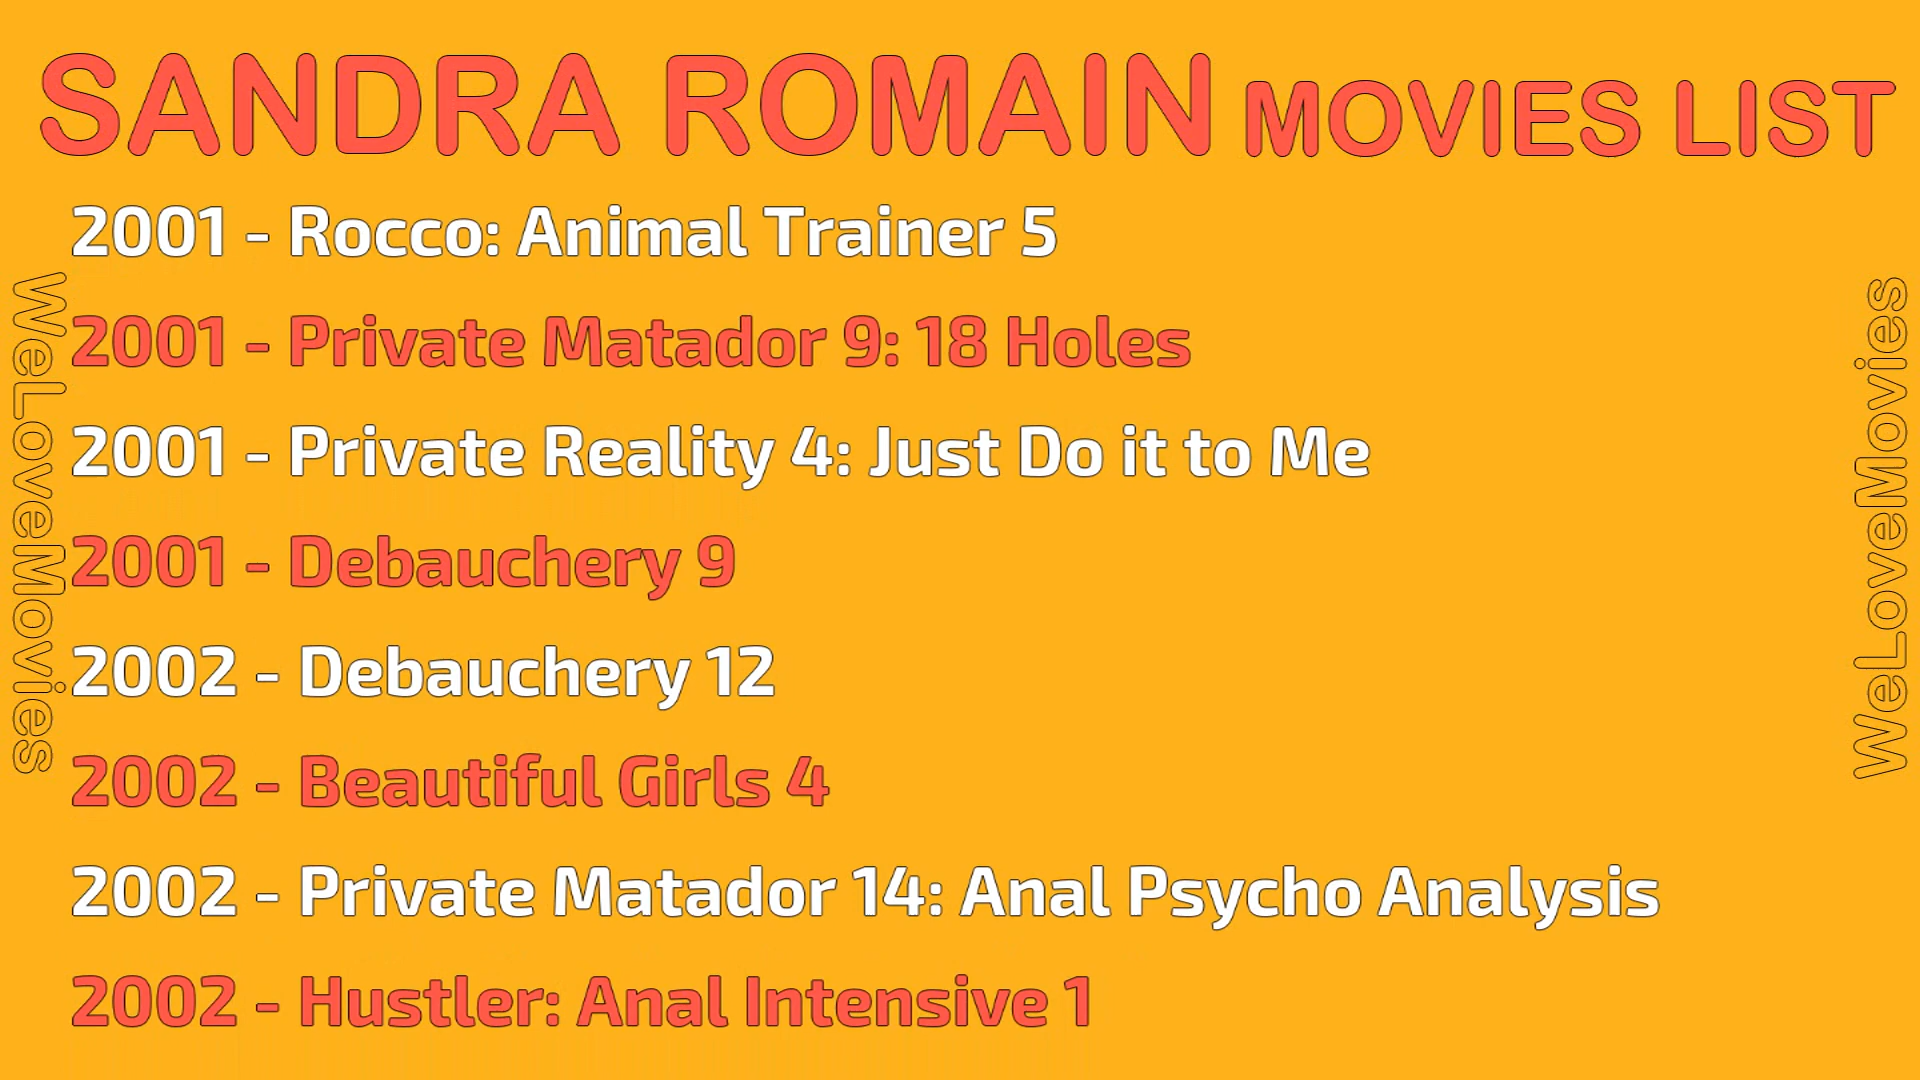 SANDRA ROMAIN MOVIES LIST
2001 - Rocco: Animal Trainer 5
2001 - Private Matador 9: 18 Holes
2001 - Private Reality 4: Just Do it to Me
2001 - Debauchery 9
2002 - Debauchery 12
2002 - Beautiful Girls 4
2002 - Private Matador 14: Anal Psycho Analysis
2002 - Hustler: Anal Intensive 1
WeLoveMovies
WeLoveMovies